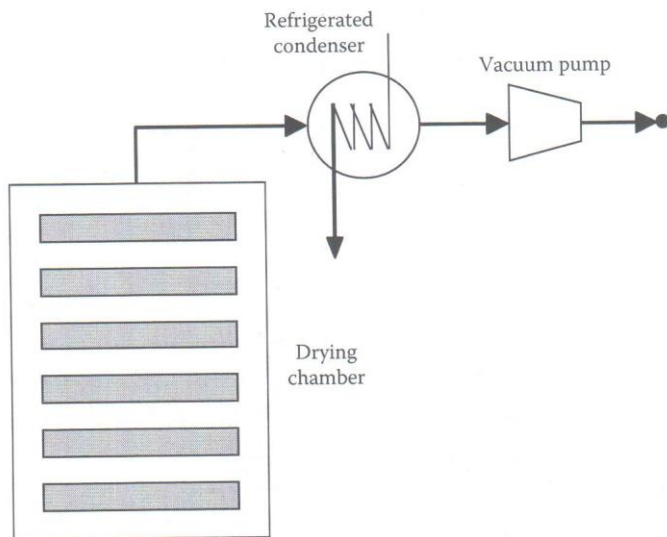 Refrigerated
condenser
Vacuum pump
Drying
chamber